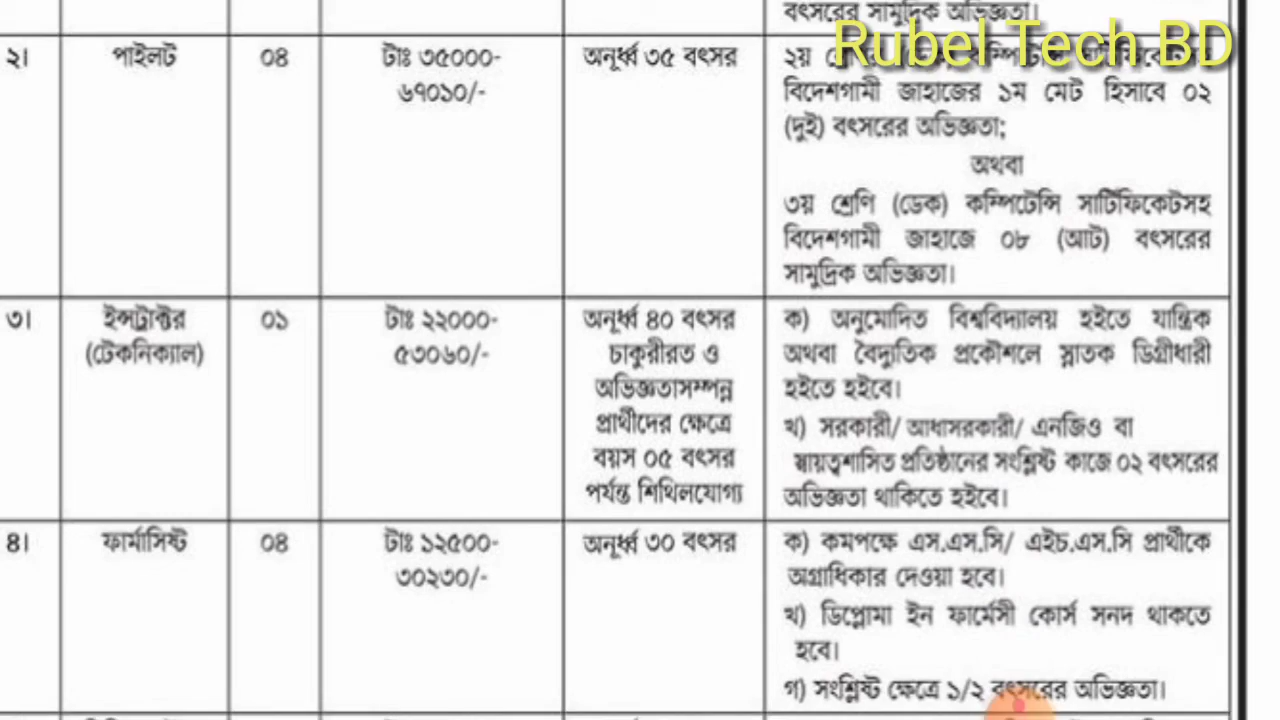 বৎসরের সামুদ্রিক অভিজ্ঞতা।
Rubel Tech BD
২।
পাইলট
০৪
টাঃ ৩৫০০০-
৬৭০১০/-
অনূর্ধ্ব ৩৫ বৎসর
২য়
বিদেশগামী জাহাজের ১ম মেট হিসাবে ০২
(দুই) বৎসরের অভিজ্ঞতা;
অথবা
৩য় শ্রেণি (ডেক) কম্পিটেন্সি সার্টিফিকেটসহ
বিদেশগামী জাহাজে ০৮ (আট) বৎসরের
সামুদ্রিক অভিজ্ঞতা।
৩।
ইন্সট্রাক্টর
(টেকনিক্যাল)
০১
টাঃ ২২০০০-
৫৩০৬০/-
অনূর্ধ্ব ৪০ বৎসর
চাকুরীরত ও
অভিজ্ঞতাসম্পন্ন
প্রার্থীদের ক্ষেত্রে
বয়স ০৫ বৎসর
পর্যন্ত শিথিলযোগ্য
ক) অনুমোদিত বিশ্ববিদ্যালয় হইতে যান্ত্রিক
অথবা বৈদ্যুতিক প্রকৌশলে স্নাতক ডিগ্রীধারী
হইতে হইবে।
খ) সরকারী/ আধাসরকারী/ এনজিও বা
স্বায়ত্বশাসিত প্রতিষ্ঠানের সংশ্লিষ্ট কাজে ০২ বৎসরের
অভিজ্ঞতা থাকিতে হইবে।
৪।
ফার্মাসিষ্ট
০৪
টাঃ ১২৫০০-
৩০২৩০/-
অনূর্ধ্ব ৩০ বৎসর
ক) কমপক্ষে এস.এস.সি/ এইচ.এস.সি প্রার্থীকে
অগ্রাধিকার দেওয়া হবে।
খ) ডিপ্লোমা ইন ফার্মেসী কোর্স সনদ থাকতে
হবে।
গ) সংশ্লিষ্ট ক্ষেত্রে ১/২ বৎসরের অভিজ্ঞতা।